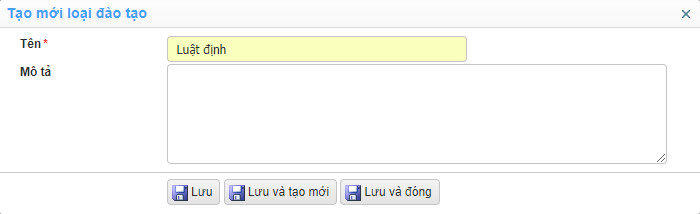 Tạo mới loại đào tạo
Tên *
Luật định
Mô tả
Lưu
Lưu và tạo mới
Lưu và đóng